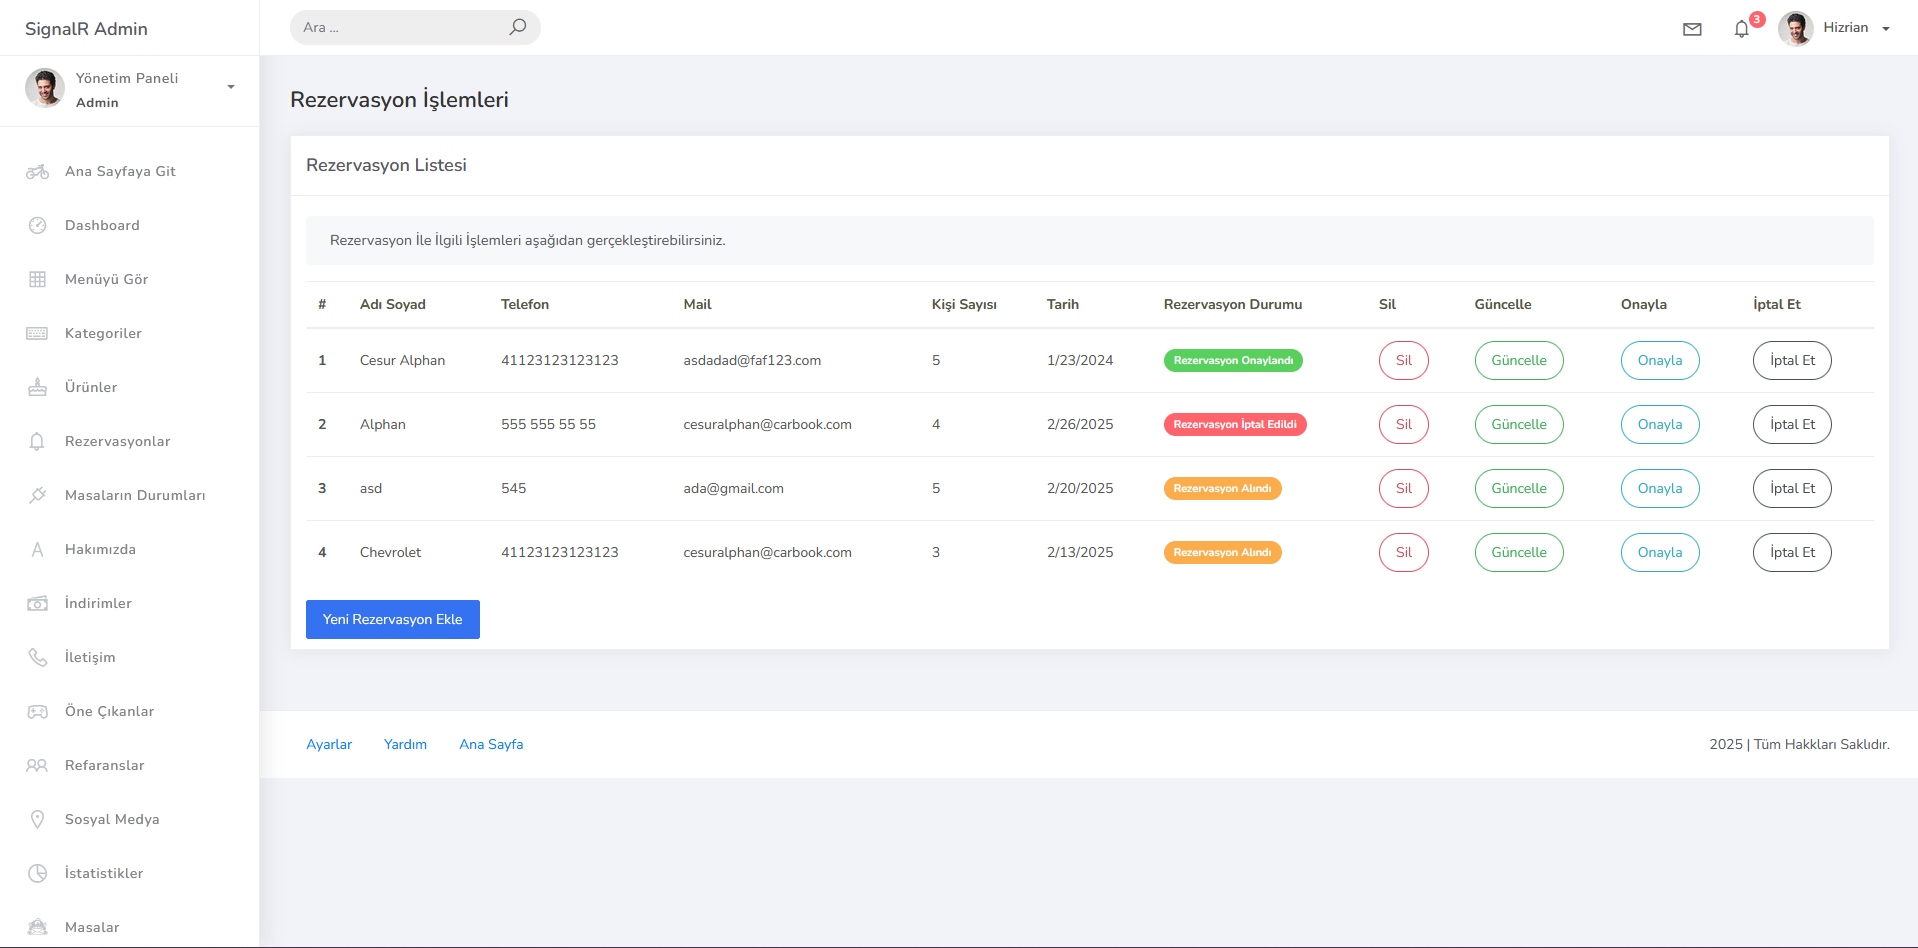 SignalR Admin
Ara ...
3
Hizrian
Yönetim Paneli
Admin
Ana Sayfaya Git
Dashboard
Menüyü Gör
Kategoriler
Ürünler
Rezervasyonlar
Masaların Durumları
Hakımızda
İndirimler
İletişim
Öne Çıkanlar
Refaranslar
Sosyal Medya
İstatistikler
Masalar
Rezervasyon İşlemleri
Rezervasyon Listesi
Rezervasyon İle İlgili İşlemleri aşağıdan gerçekleştirebilirsiniz.
# Adı Soyad Telefon Mail Kişi Sayısı Tarih Rezervasyon Durumu Sil Güncelle Onayla İptal Et
1 Cesur Alphan 41123123123123 asdadad@faf123.com 5 1/23/2024 Rezervasyon Onaylandı Sil Güncelle Onayla İptal Et
2 Alphan 555 555 55 55 cesuralphan@carbook.com 4 2/26/2025 Rezervasyon İptal Edildi Sil Güncelle Onayla İptal Et
3 asd 545 ada@gmail.com 5 2/20/2025 Rezervasyon Alındı Sil Güncelle Onayla İptal Et
4 Chevrolet 41123123123123 cesuralphan@carbook.com 3 2/13/2025 Rezervasyon Alındı Sil Güncelle Onayla İptal Et
Yeni Rezervasyon Ekle
Ayarlar Yardım Ana Sayfa 2025 | Tüm Hakkları Saklıdır.